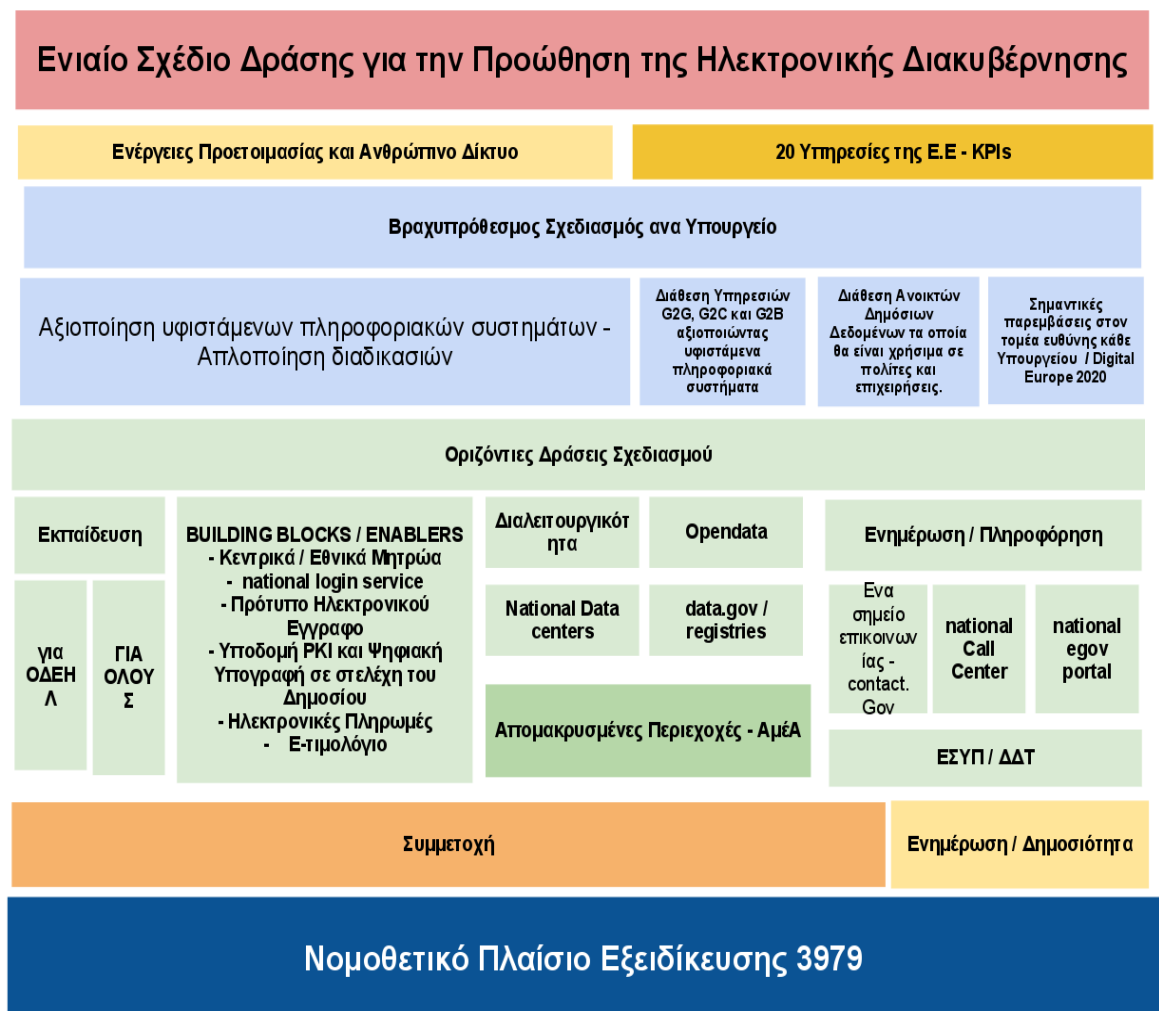 Ενιαίο Σχέδιο Δράσης για την Προώθηση της Ηλεκτρονικής Διακυβέρνησης
Ενέργειες Προετοιμασίας και Ανθρώπινο Δίκτυο
20 Υπηρεσίες της Ε.Ε - KPIs
Βραχυπρόθεσμος Σχεδιασμός ανα Υπουργείο
Αξιοποίηση υφιστάμενων πληροφοριακών συστημάτων -
Απλοποίηση διαδικασιών
Διάθεση Υπηρεσιών
G2G, G2C και G2B
αξιοποιώντας
υφιστάμενα
πληροφοριακά
συστήματα
Διάθεση Ανοικτών
Δημόσιων
Δεδομένων τα οποία
θα είναι χρήσιμα σε
πολίτες και
επιχειρήσεις.
Σημαντικές
παρεμβάσεις στον
τομέα ευθύνης κάθε
Υπουργείου / Digital
Europe 2020
Οριζόντιες Δράσεις Σχεδιασμού
Εκπαίδευση
για
ΟΔΕΗ
Λ
ΓΙΑ
ΟΛΟΥ
Σ
BUILDING BLOCKS / ENABLERS
- Κεντρικά / Εθνικά Μητρώα
- national login service
- Πρότυπο Ηλεκτρονικού
Εγγραφο
- Υποδομή PKI και Ψηφιακή
Υπογραφή σε στελέχη του
Δημοσίου
- Ηλεκτρονικές Πληρωμές
- Ε-τιμολόγιο
Διαλειτουργικότ
ητα
Opendata
National Data
centers
data.gov /
registries
Απομακρυσμένες Περιεχοχές - ΑμέΑ
Ενημέρωση / Πληροφόρηση
Ενα
σημείο
επικοινων
ίας -
contact.
Gov
national
Call
Center
national
egov
portal
ΕΣΥΠ / ΔΔΤ
Συμμετοχή
Ενημέρωση / Δημοσιότητα
Νομοθετικό Πλαίσιο Εξειδίκευσης 3979